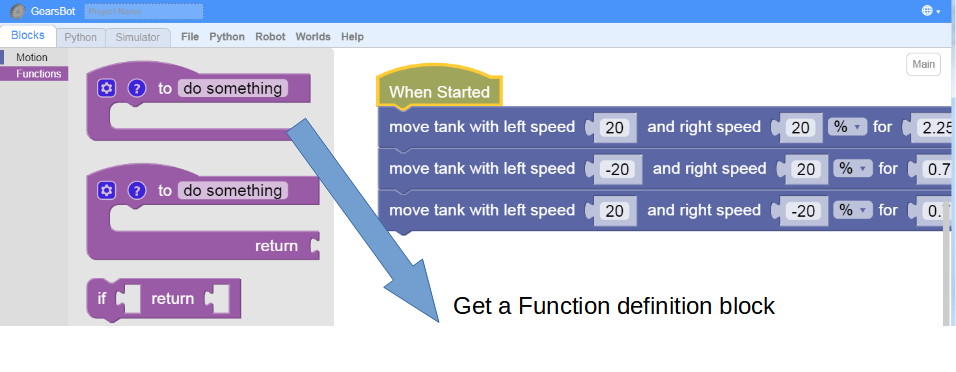 GearsBot Project Name
Blocks Python Simulator File Python Robot Worlds Help
Motion
Functions
Main
to do something
to do something
return
if return
When Started
move tank with left speed 20 and right speed 20 % for 2.25
move tank with left speed -20 and right speed 20 % for 0.7
move tank with left speed 20 and right speed -20 % for 0.
Get a Function definition block